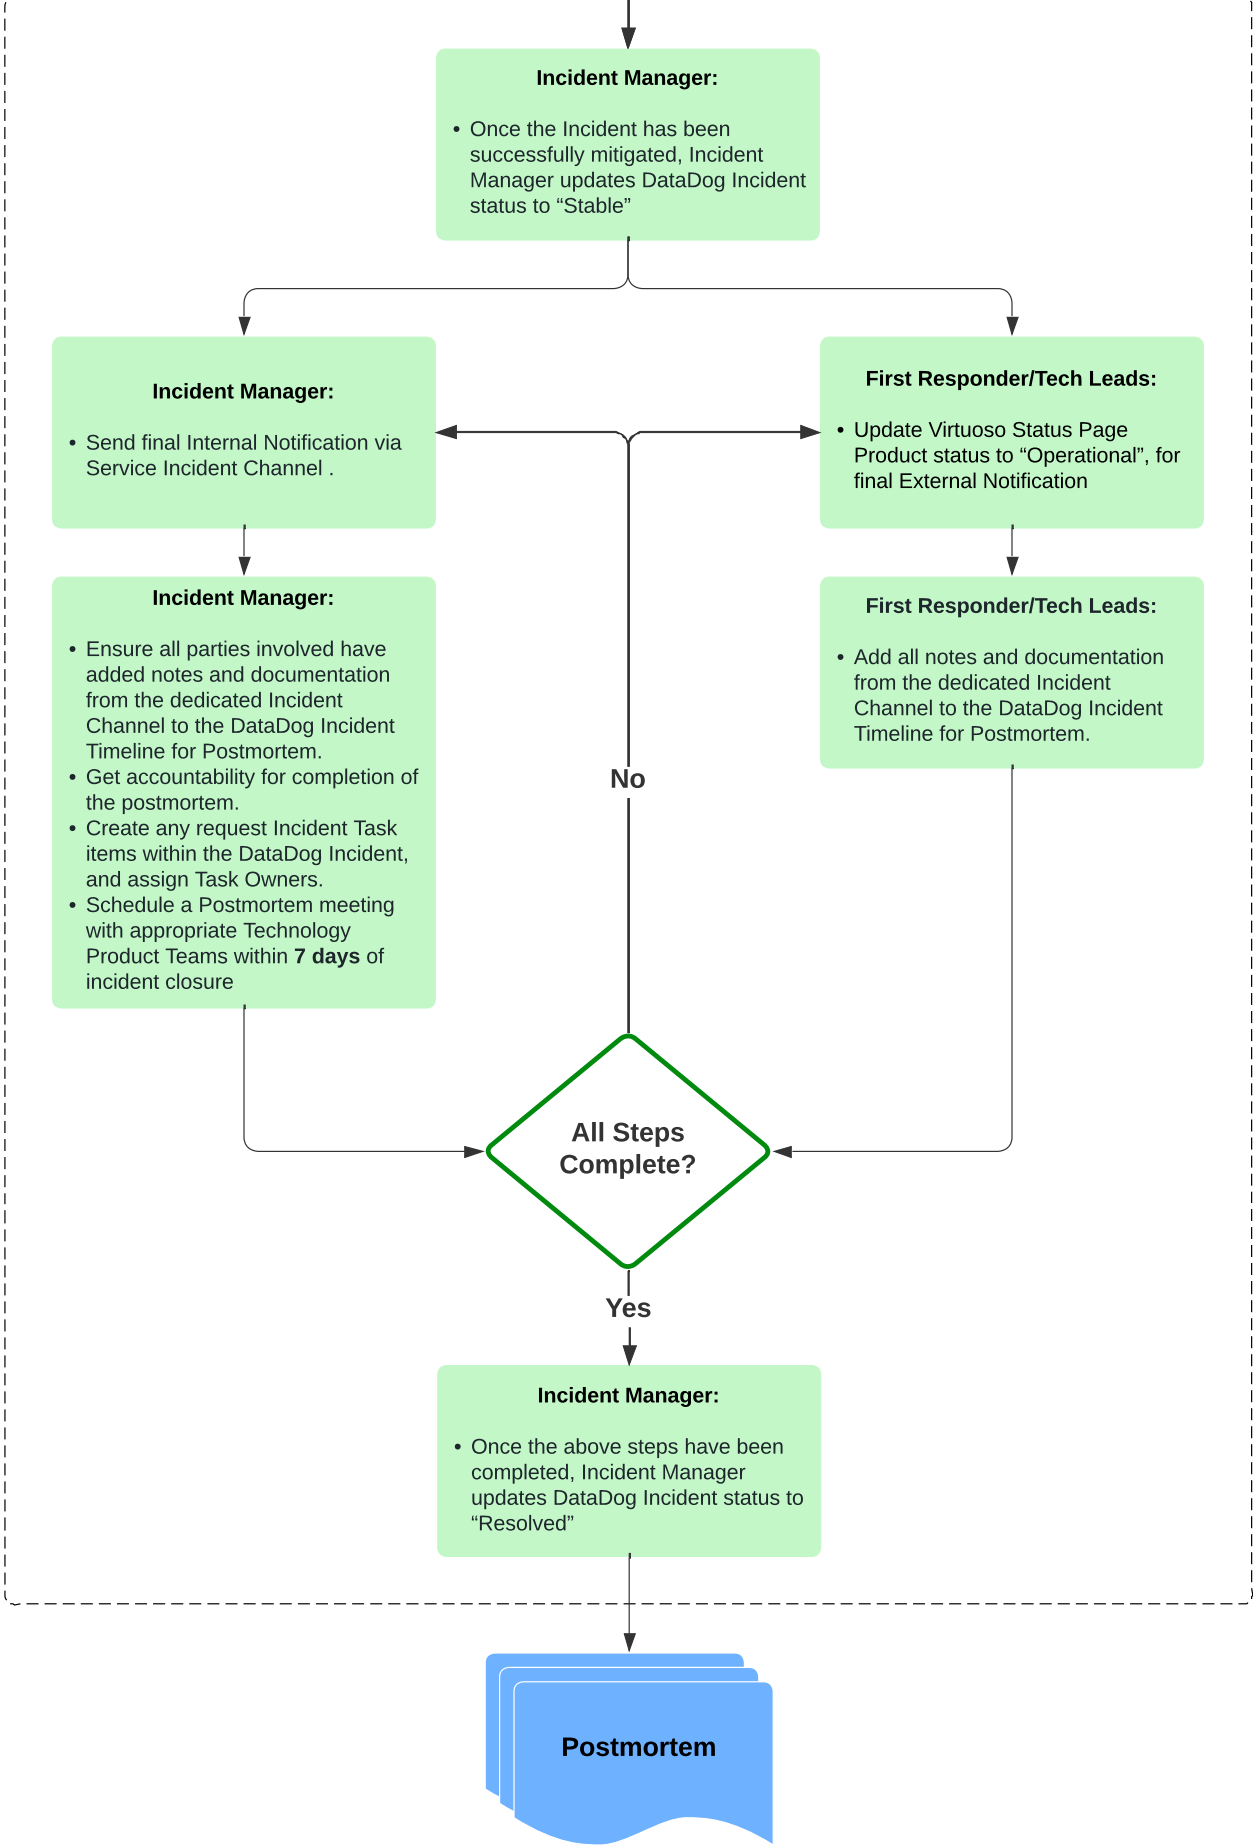 Incident Manager:
• Once the Incident has been
successfully mitigated, Incident
Manager updates DataDog Incident
status to “Stable”
Incident Manager:
• Send final Internal Notification via
Service Incident Channel .
First Responder/Tech Leads:
• Update Virtuoso Status Page
Product status to “Operational”, for
final External Notification
Incident Manager:
• Ensure all parties involved have
added notes and documentation
from the dedicated Incident
Channel to the DataDog Incident
Timeline for Postmortem.
• Get accountability for completion of
the postmortem.
• Create any request Incident Task
items within the DataDog Incident,
and assign Task Owners.
• Schedule a Postmortem meeting
with appropriate Technology
Product Teams within 7 days of
incident closure
First Responder/Tech Leads:
• Add all notes and documentation
from the dedicated Incident
Channel to the DataDog Incident
Timeline for Postmortem.
No
All Steps
Complete?
Yes
Incident Manager:
• Once the above steps have been
completed, Incident Manager
updates DataDog Incident status to
“Resolved”
Postmortem